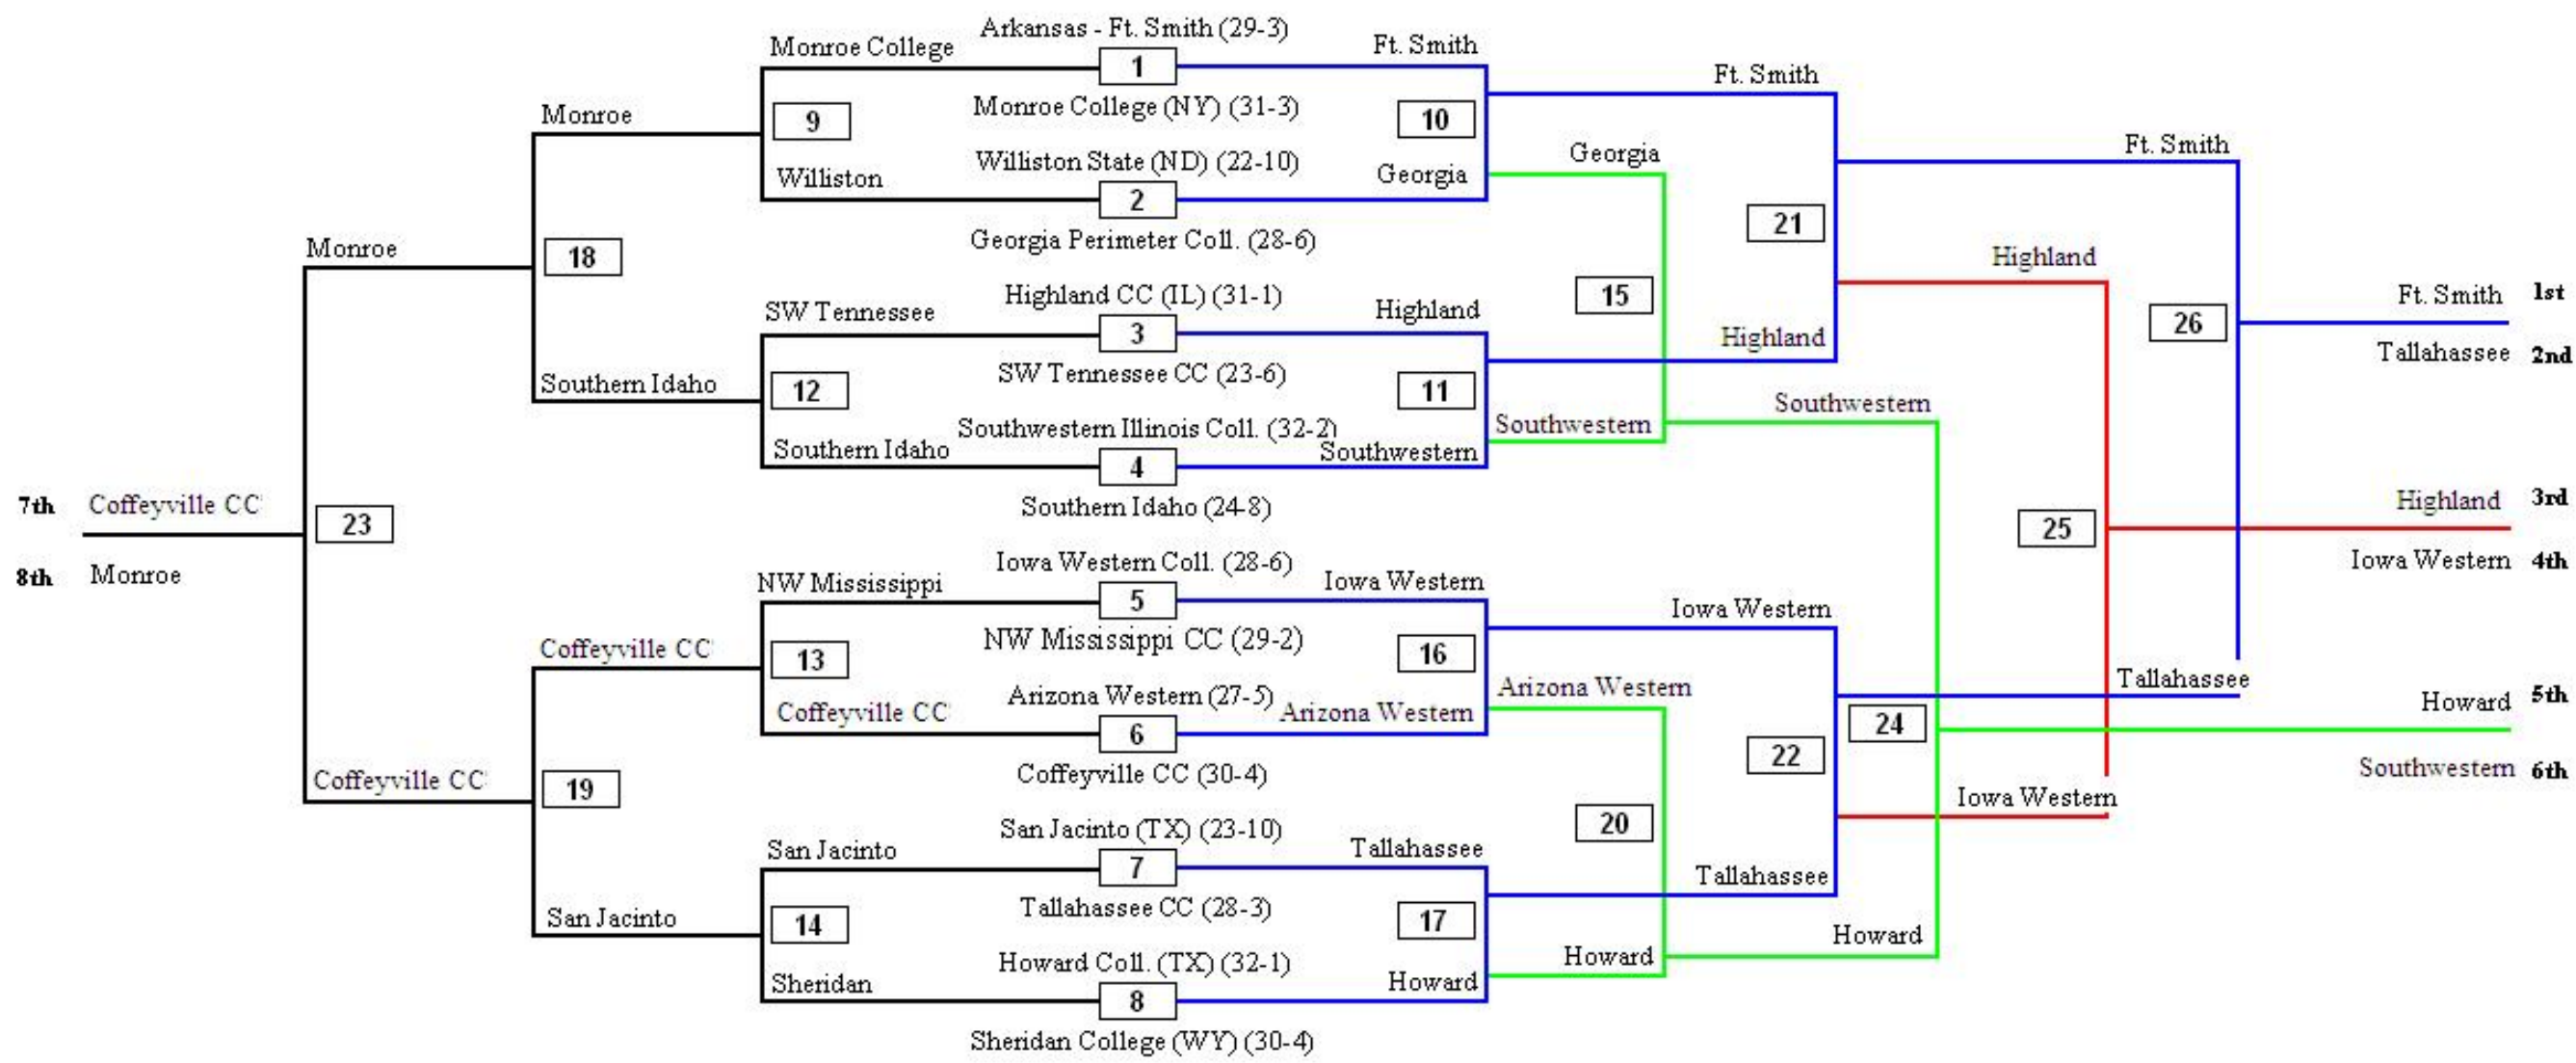 Arkansas - Ft. Smith (29-3)
Monroe College
1
Ft. Smith
Monroe College (NY) (31-3)
9
10
Ft. Smith
Monroe
Williston State (ND) (22-10)
Williston
2
Georgia
Georgia
Ft. Smith
Georgia Perimeter Coll. (28-6)
21
Monroe
18
Highland
Highland CC (IL) (31-1)
SW Tennessee
3
Highland
15
Highland
26
Ft. Smith 1st
Tallahassee 2nd
SW Tennessee CC (23-6)
Southern Idaho
12
11
Southwestern Illinois Coll. (32-2)
Southern Idaho
4
Southwestern
Southwestern
Southwestern
Southern Idaho (24-8)
7th Coffeyville CC
23
8th Monroe
25
Highland 3rd
Iowa Western 4th
Iowa Western Coll. (28-6)
NW Mississippi
5
Iowa Western
Iowa Western
NW Mississippi CC (29-2)
Coffeyville CC
13
16
Arizona Western (27-5)
Coffeyville CC
6
Arizona Western
Arizona Western
Tallahassee
Howard 5th
24
22
Southwestern 6th
Coffeyville CC (30-4)
Coffeyville CC
19
Iowa Western
San Jacinto (TX) (23-10)
San Jacinto
7
Tallahassee
20
Tallahassee
Tallahassee CC (28-3)
San Jacinto
14
17
Howard Coll. (TX) (32-1)
Sheridan
8
Howard
Howard
Howard
Sheridan College (WY) (30-4)